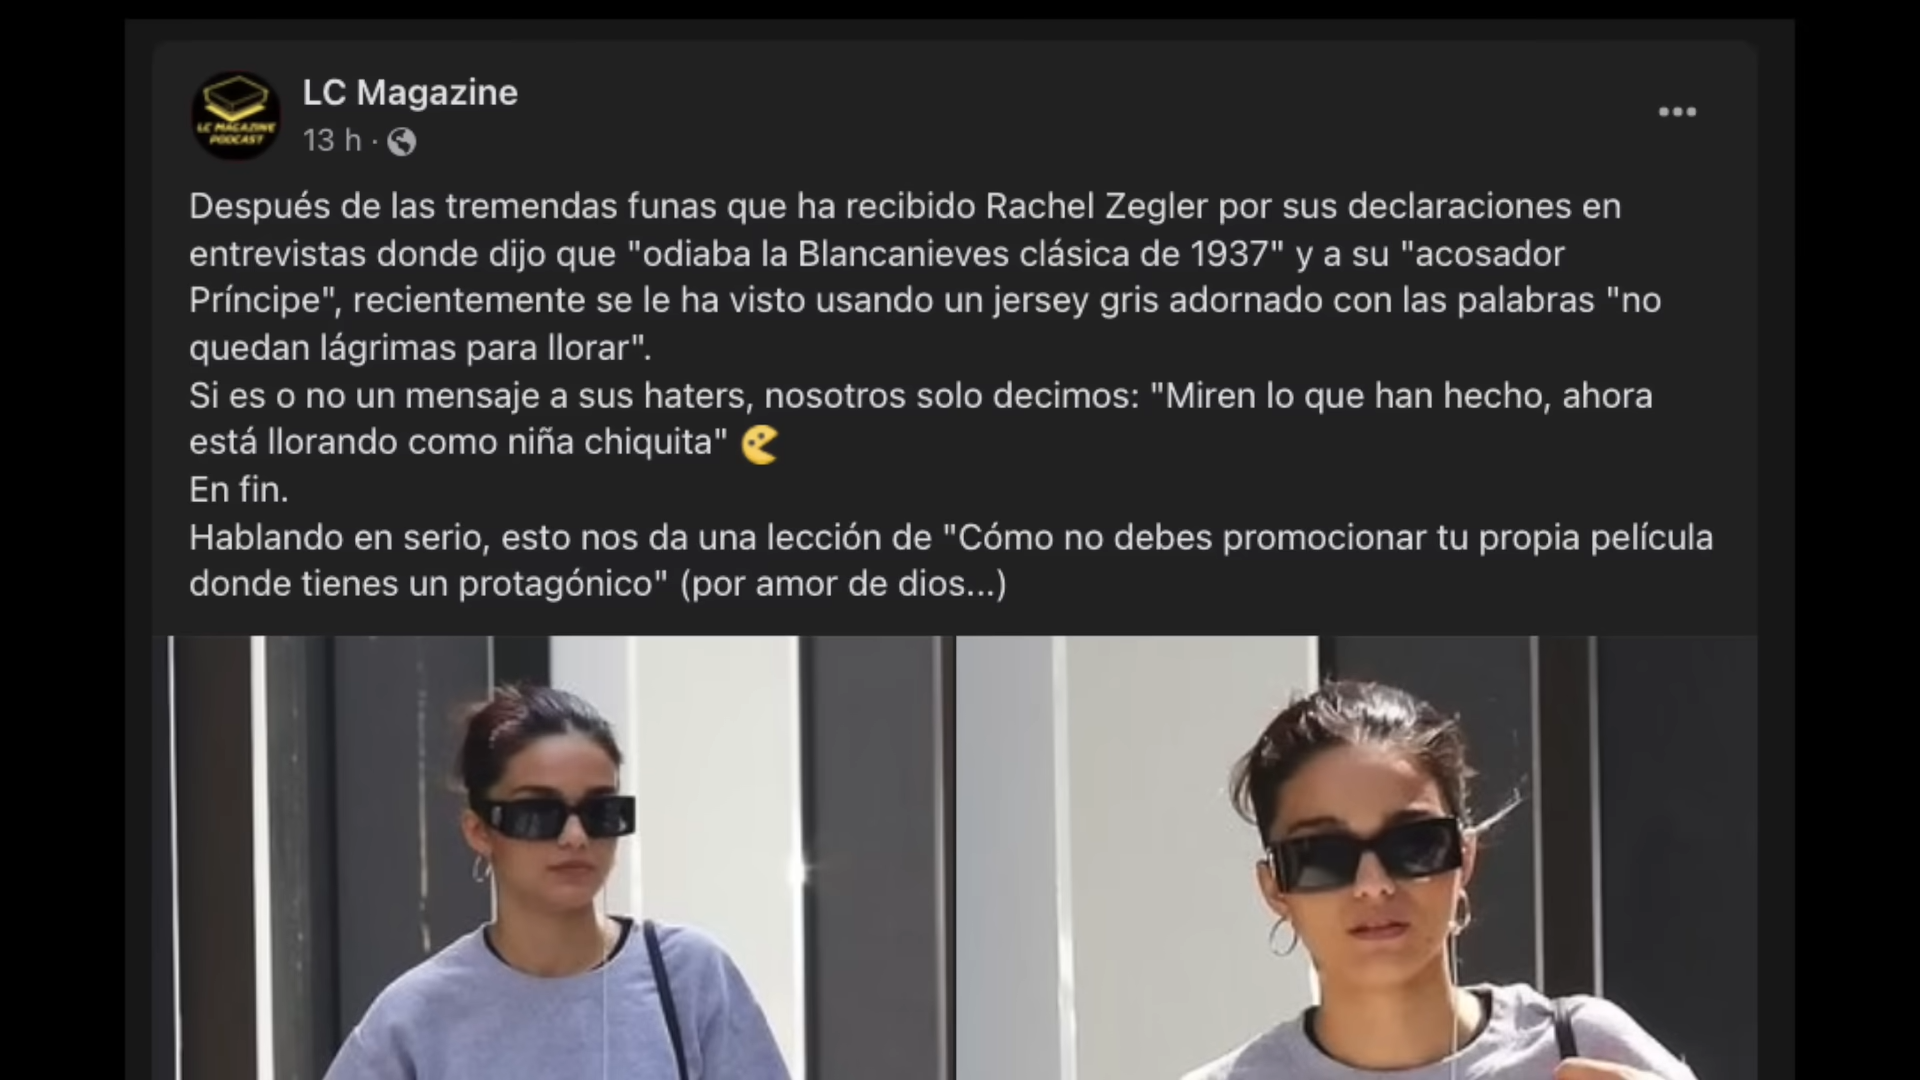 LC Magazine
LC MAGAZINE
PODCAST
13 h ·
Después de las tremendas funas que ha recibido Rachel Zegler por sus declaraciones en
entrevistas donde dijo que "odiaba la Blancanieves clásica de 1937" y a su "acosador
Príncipe", recientemente se le ha visto usando un jersey gris adornado con las palabras "no
quedan lágrimas para llorar".
Si es o no un mensaje a sus haters, nosotros solo decimos: "Miren lo que han hecho, ahora
está llorando como niña chiquita"
En fin.
Hablando en serio, esto nos da una lección de "Cómo no debes promocionar tu propia película
donde tienes un protagónico" (por amor de dios...)